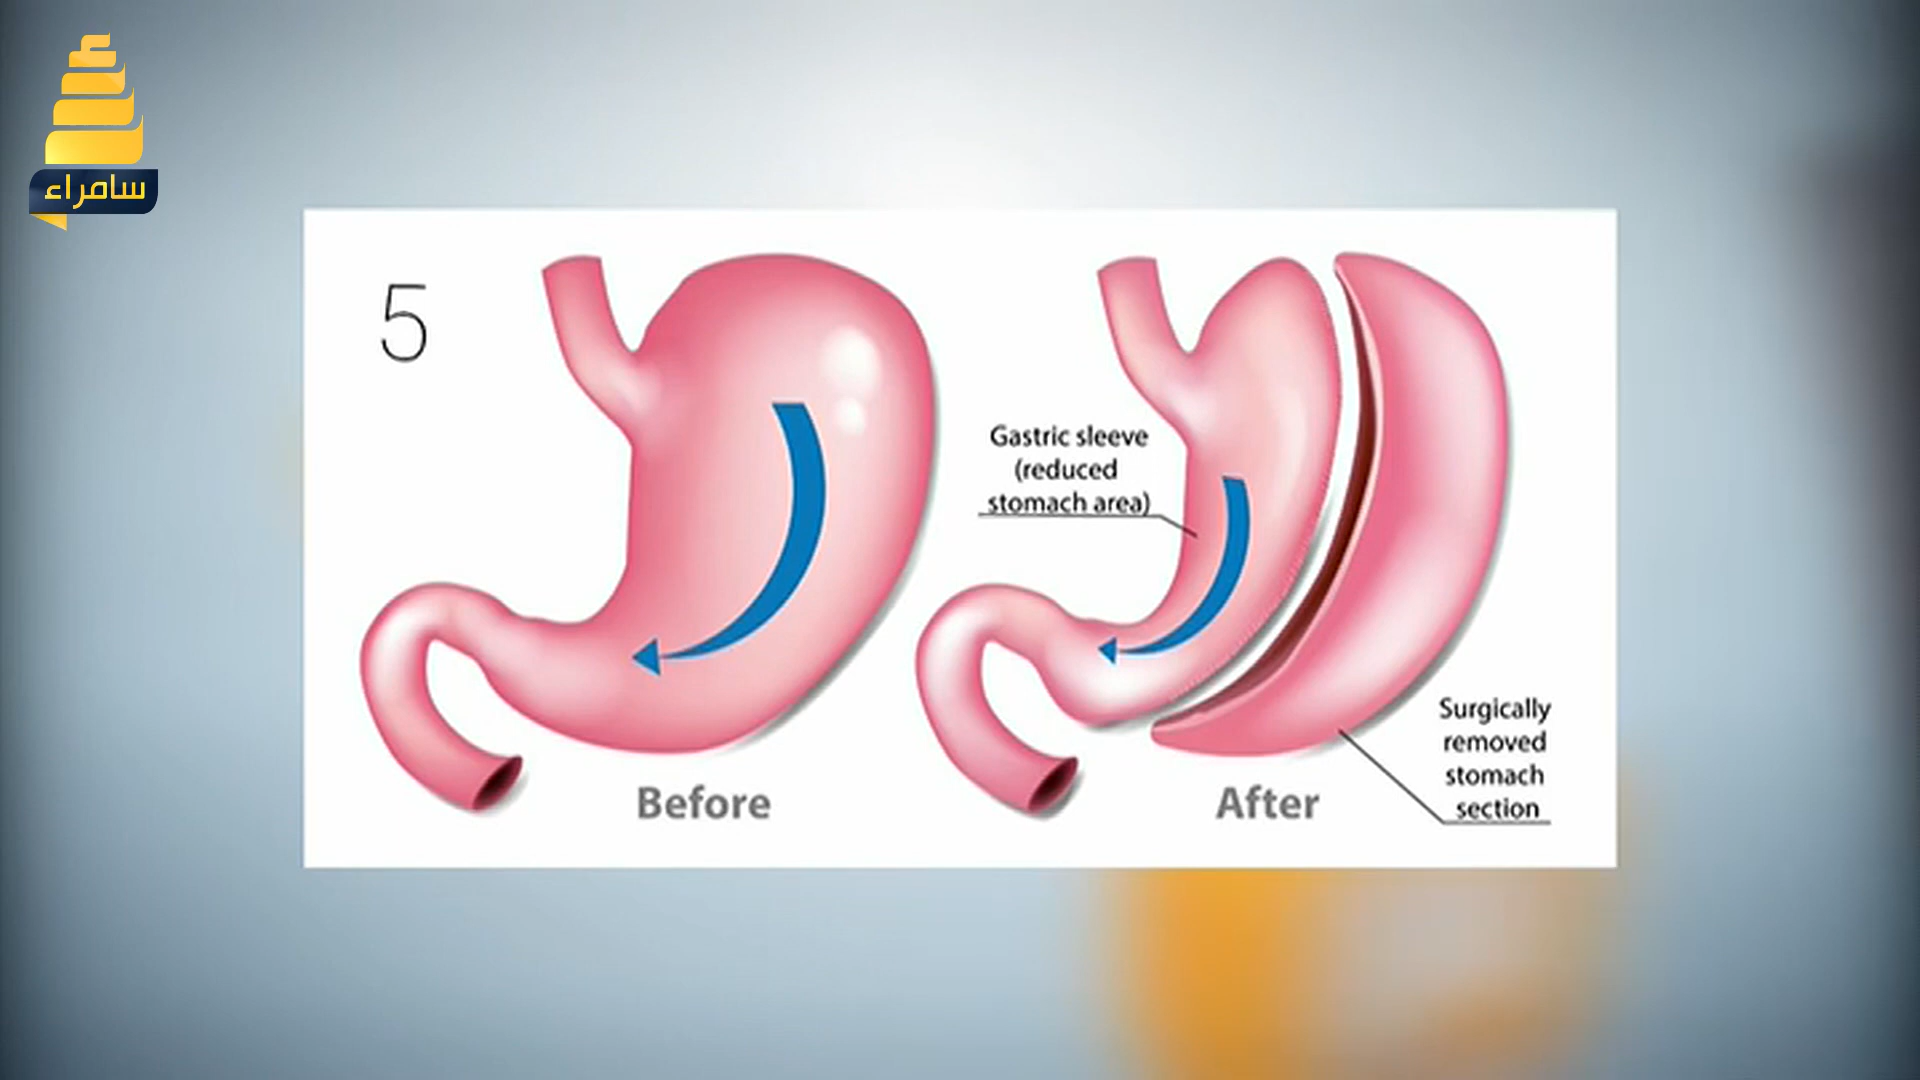 سامراء
5
Gastric sleeve
(reduced
stomach area)
Surgically
removed
stomach
section
Before
After